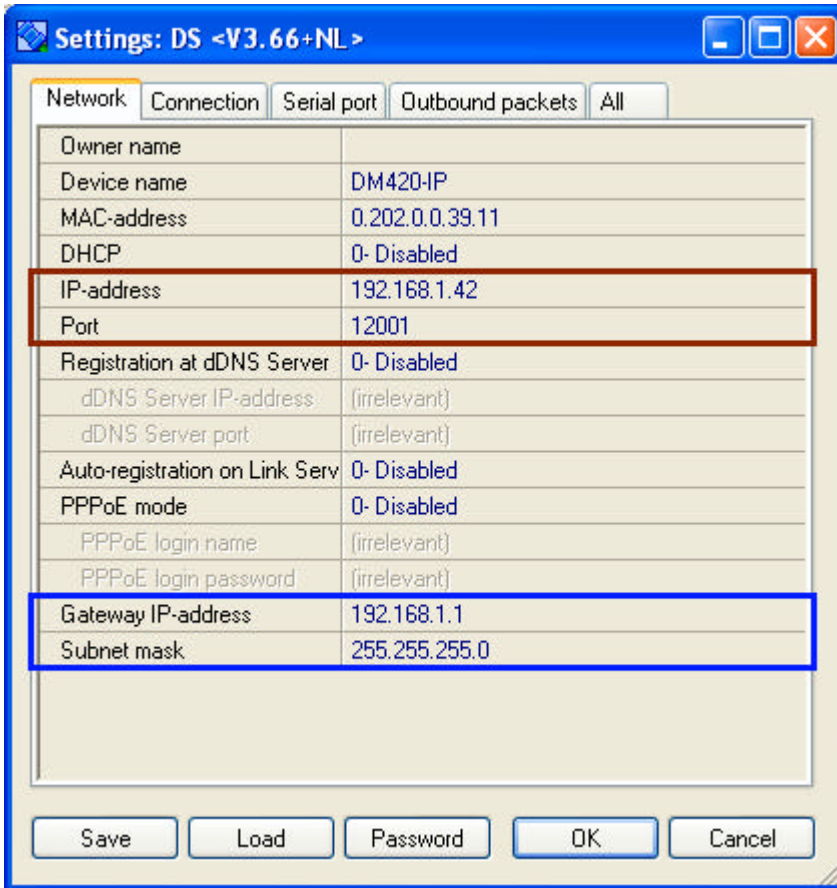 Settings: DS <V3.66+NL>
Network Connection Serial port Outbound packets All
Owner name
Device name DM420-IP
MAC-address 0.202.0.0.39.11
DHCP 0- Disabled
IP-address 192.168.1.42
Port 12001
Registration at dDNS Server 0- Disabled
dDNS Server IP-address (irrelevant)
dDNS Server port (irrelevant)
Auto-registration on Link Serv 0- Disabled
PPPoE mode 0- Disabled
PPPoE login name (irrelevant)
PPPoE login password (irrelevant)
Gateway IP-address 192.168.1.1
Subnet mask 255.255.255.0
Save Load Password OK Cancel